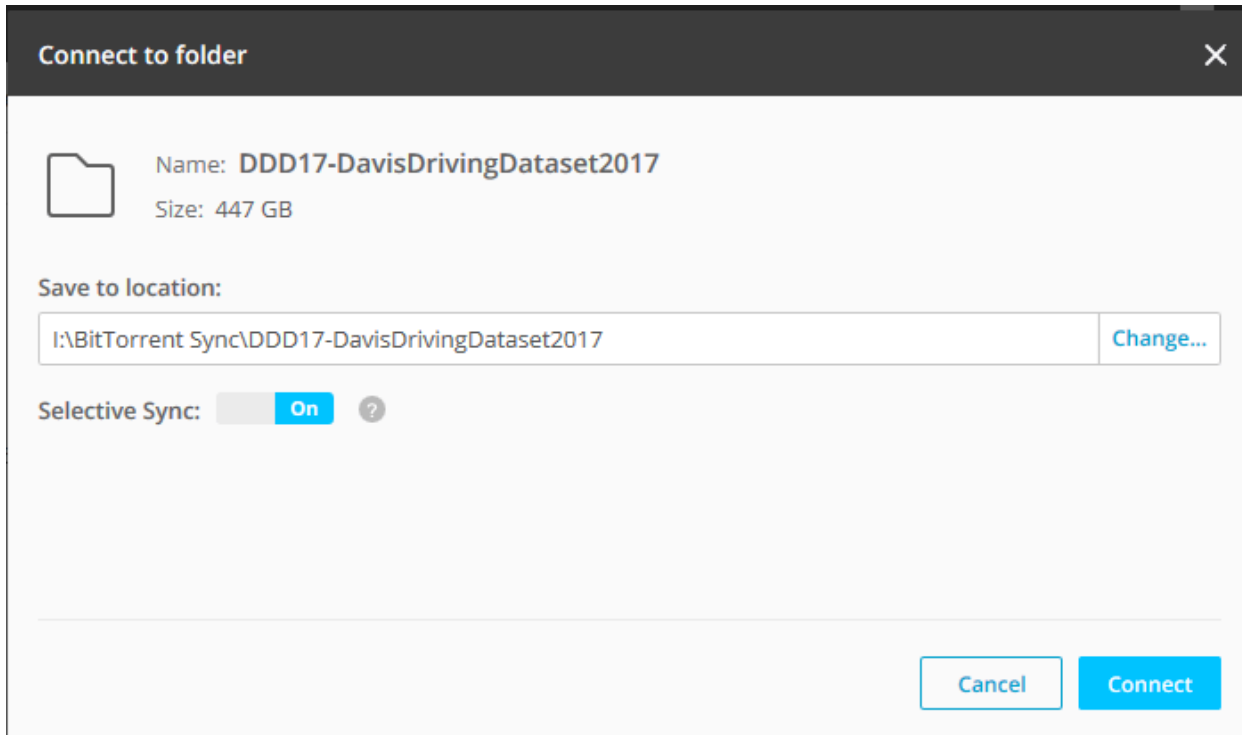 Connect to folder
Name: DDD17-DavisDrivingDataset2017
Size: 447 GB
Save to location:
I:\BitTorrent Sync\DDD17-DavisDrivingDataset2017 Change...
Selective Sync: On ?
Cancel Connect